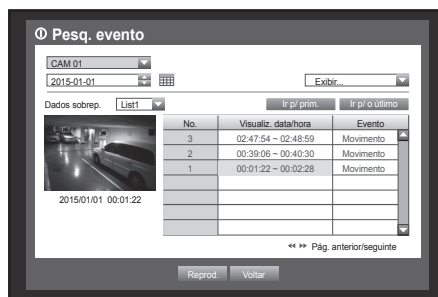 Pesq. evento
CAM 01
2015-01-01
Exibir...
Dados sobrep. List1 Ir p/ prim. Ir p/ o útlimo
No. Visualiz. data/hora Evento
3 02:47:54 ~ 02:48:59 Movimento
2 00:39:06 ~ 00:40:30 Movimento
1 00:01:22 ~ 00:02:28 Movimento
2015/01/01 00:01:22
Pág. anterior/seguinte
Reprod. Voltar